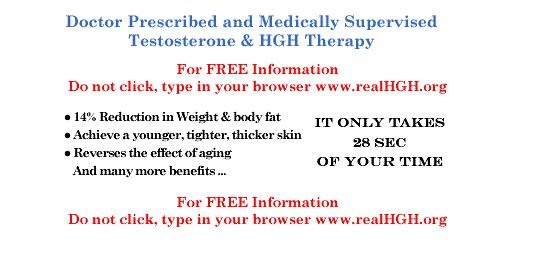 Doctor Prescribed and Medically Supervised
Testosterone & HGH Therapy
For FREE Information
Do not click, type in your browser www.realHGH.org
• 14% Reduction in Weight & body fat
• Achieve a younger, tighter, thicker skin
• Reverses the effect of aging
And many more benefits ...
IT ONLY TAKES
28 SEC
OF YOUR TIME
For FREE Information
Do not click, type in your browser www.realHGH.org